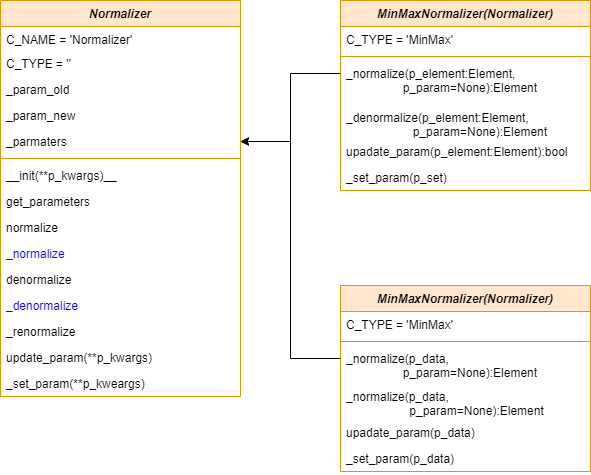 Normalizer
C_NAME = 'Normalizer'
C_TYPE = ''
_param_old
_param_new
_parmaters
__init(**p_kwargs)__
get_parameters
normalize
_normalize
denormalize
_denormalize
_renormalize
update_param(**p_kwargs)
_set_param(**p_kweargs)
MinMaxNormalizer(Normalizer)
C_TYPE = 'MinMax'
_normalize(p_element:Element,
p_param=None):Element
_denormalize(p_element:Element,
p_param=None):Element
upadate_param(p_element:Element):bool
_set_param(p_set)
MinMaxNormalizer(Normalizer)
C_TYPE = 'MinMax'
_normalize(p_data,
p_param=None):Element
_normalize(p_data,
p_param=None):Element
upadate_param(p_data)
_set_param(p_data)